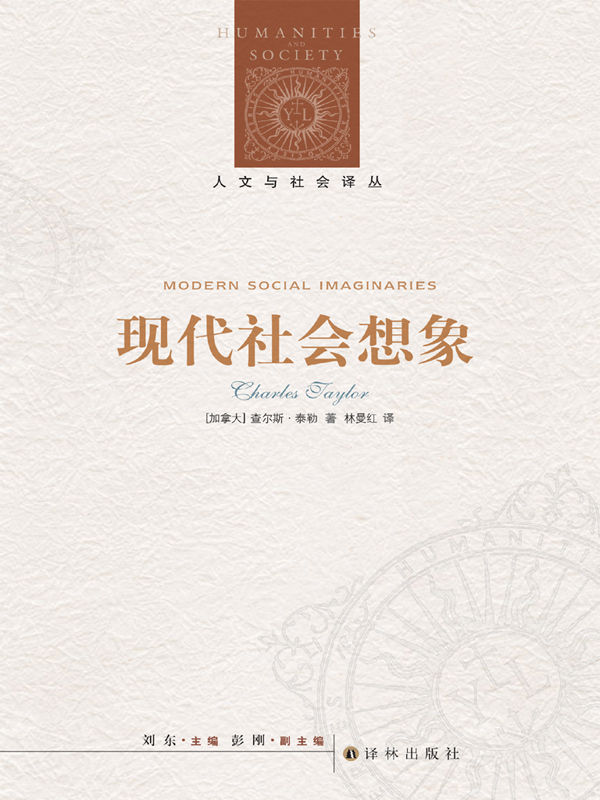 HUMANITIES
AND
SOCIETY
Y L
人文与社会译丛
MODERN SOCIAL IMAGINARIES
现代社会想象
Charles Taylor
[加拿大] 查尔斯·泰勒 著 林曼红 译
HUMANITIES
Y L
刘东·主编 彭刚·副主编
译林出版社